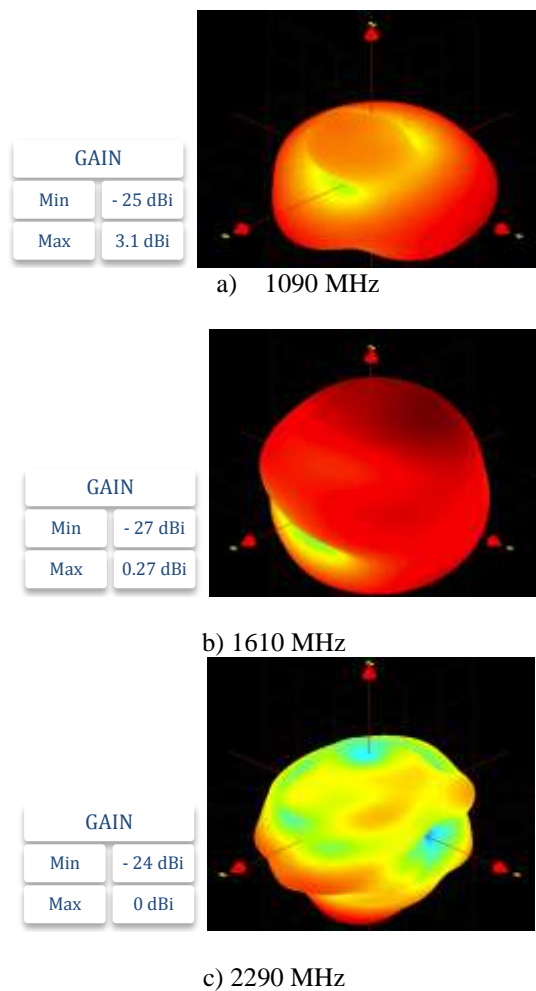 GAIN
Min - 25 dBi
Max 3.1 dBi
a) 1090 MHz
GAIN
Min - 27 dBi
Max 0.27 dBi
b) 1610 MHz
GAIN
Min - 24 dBi
Max 0 dBi
c) 2290 MHz